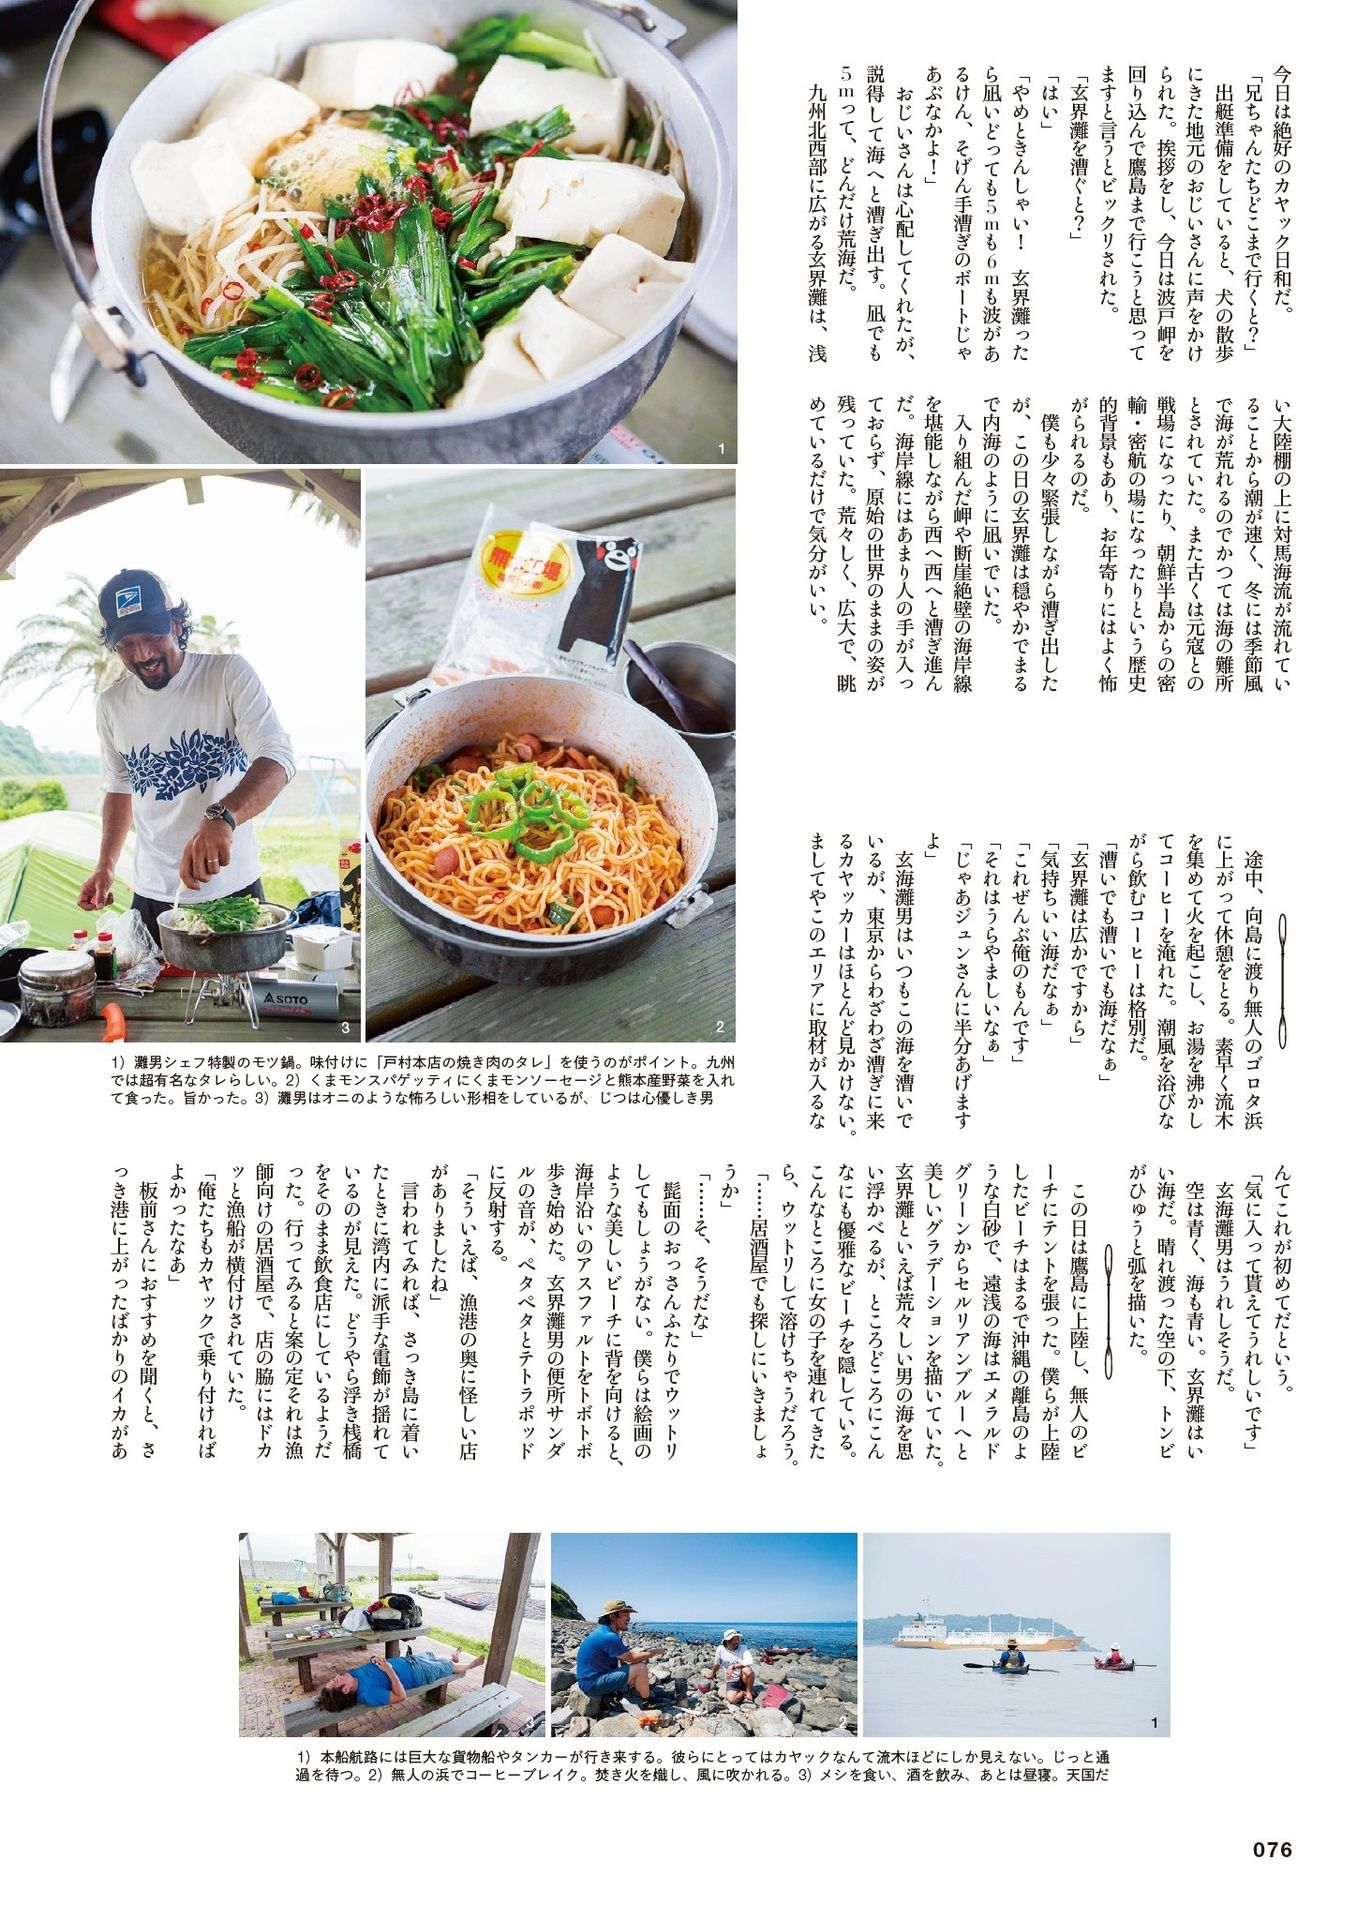 今日は絶好のカヤック日和だ。
「兄ちゃんたちどこまで行くと？」
出艇準備をしていると、犬の散歩
にきた地元のおじいさんに声をかけ
られた。挨拶をし、今日は波戸岬を
回り込んで鷹島まで行こうと思って
ますと言うとビックリされた。
「玄界灘を漕ぐと？」
「はい」
「やめときんしゃい！　玄界灘った
ら凪いどっても5mも6mも波があ
るけん、そげん手漕ぎのボートじゃ
あぶなかよ！」
おじいさんは心配してくれたが、
説得して海へと漕ぎ出す。凪でも
5mって、どんだけ荒海だ。
九州北西部に広がる玄界灘は、浅
い大陸棚の上に対馬海流が流れてい
ることから潮が速く、冬には季節風
で海が荒れるのでかつては海の難所
とされていた。また古くは元寇との
戦場になったり、朝鮮半島からの密
輸・密航の場になったりという歴史
的背景もあり、お年寄りにはよく怖
がられるのだ。
僕も少々緊張しながら漕ぎ出した
が、この日の玄界灘は穏やかでまる
で内海のように凪いでいた。
入り組んだ岬や断崖絶壁の海岸線
を堪能しながら西へ西へと漕ぎ進ん
だ。海岸線にはあまり人の手が入っ
ておらず、原始の世界のままの姿が
残っていた。荒々しく、広大で、眺
めているだけで気分がいい。
途中、向島に渡り無人のゴロタ浜
に上がって休憩をとる。素早く流木
を集めて火を起こし、お湯を沸かし
てコーヒーを淹れた。潮風を浴びな
がら飲むコーヒーは格別だ。
「漕いでも漕いでも海だなぁ」
「玄界灘は広かですから」
「気持ちいい海だなぁ」
「これぜんぶ俺のもんです」
「それはうらやましいなぁ」
「じゃあジュンさんに半分あげます
よ」
玄海灘男はいつもこの海を漕いで
いるが、東京からわざわざ漕ぎに来
るカヤッカーはほとんど見かけない。
ましてやこのエリアに取材が入るな
んてこれが初めてだという。
「気に入って貰えてうれしいです」
玄海灘男はうれしそうだ。
空は青く、海も青い。玄界灘はい
い海だ。晴れ渡った空の下、トンビ
がひゅうと弧を描いた。
この日は鷹島に上陸し、無人のビ
ーチにテントを張った。僕らが上陸
したビーチはまるで沖縄の離島のよ
うな白砂で、遠浅の海はエメラルド
グリーンからセルリアンブルーへと
美しいグラデーションを描いていた。
玄界灘といえば荒々しい男の海を思
い浮かべるが、ところどころにこん
なにも優雅なビーチを隠している。
こんなところに女の子を連れてきた
ら、ウットリして溶けちゃうだろう。
「……居酒屋でも探しにいきましょ
うか」
「……そ、そうだな」
髭面のおっさんふたりでウットリ
してもしょうがない。僕らは絵画の
ような美しいビーチに背を向けると、
海岸沿いのアスファルトをトボトボ
歩き始めた。玄界灘男の便所サンダ
ルの音が、ペタペタとテトラポッド
に反射する。
「そういえば、漁港の奥に怪しい店
がありましたね」
言われてみれば、さっき島に着い
たときに湾内に派手な電飾が揺れて
いるのが見えた。どうやら浮き桟橋
をそのまま飲食店にしているようだ
った。行ってみると案の定それは漁
師向けの居酒屋で、店の脇にはドカ
ッと漁船が横付けされていた。
「俺たちもカヤックで乗り付ければ
よかったなあ」
板前さんにおすすめを聞くと、さ
っき港に上がったばかりのイカがあ
1
2
3
SOTO
1）灘男シェフ特製のモツ鍋。味付けに「戸村本店の焼き肉のタレ」を使うのがポイント。九州
では超有名なタレらしい。2）くまモンスパゲッティにくまモンソーセージと熊本産野菜を入れ
て食った。旨かった。3）灘男はオニのような怖ろしい形相をしているが、じつは心優しき男
3
2
1
1）本船航路には巨大な貨物船やタンカーが行き来する。彼らにとってはカヤックなんて流木ほどにしか見えない。じっと通
過を待つ。2）無人の浜でコーヒーブレイク。焚き火を熾し、風に吹かれる。3）メシを食い、酒を飲み、あとは昼寝。天国だ
076